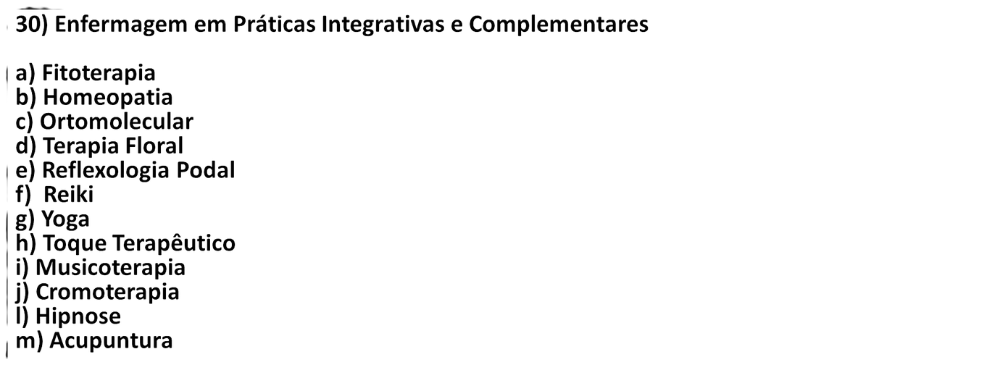 30) Enfermagem em Práticas Integrativas e Complementares
a) Fitoterapia
b) Homeopatia
c) Ortomolecular
d) Terapia Floral
e) Reflexologia Podal
f) Reiki
g) Yoga
h) Toque Terapêutico
i) Musicoterapia
j) Cromoterapia
l) Hipnose
m) Acupuntura